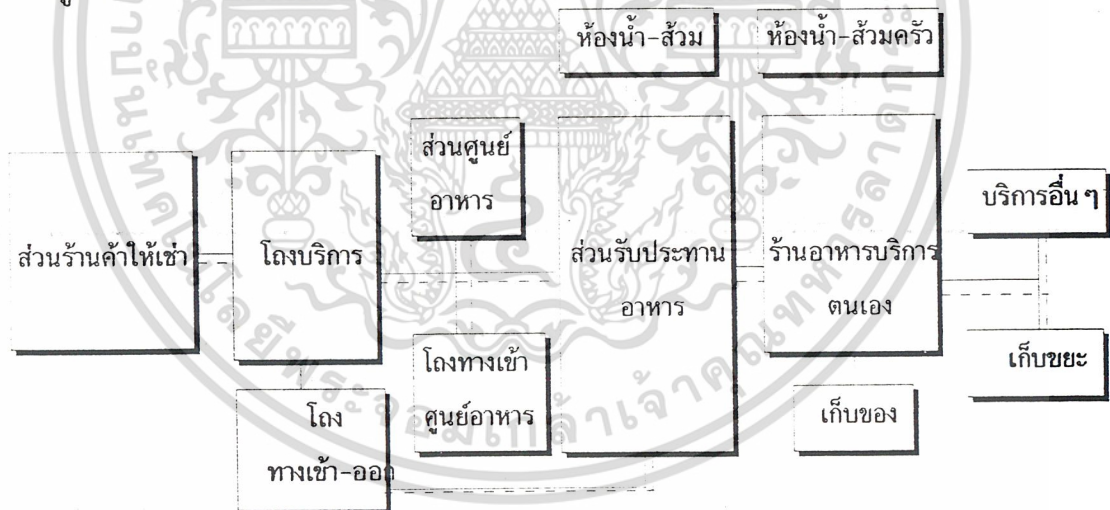 ห้องน้ำ-ส้วม
ห้องน้ำ-ส้วมครัว
ส่วนศูนย์
อาหาร
บริการอื่น ๆ
ส่วนร้านค้าให้เช่า
โถงบริการ
ส่วนรับประทาน
อาหาร
ร้านอาหารบริการ
ตนเอง
โถงทางเข้า
ศูนย์อาหาร
เก็บขยะ
โถง
ทางเข้า-ออก
เก็บของ